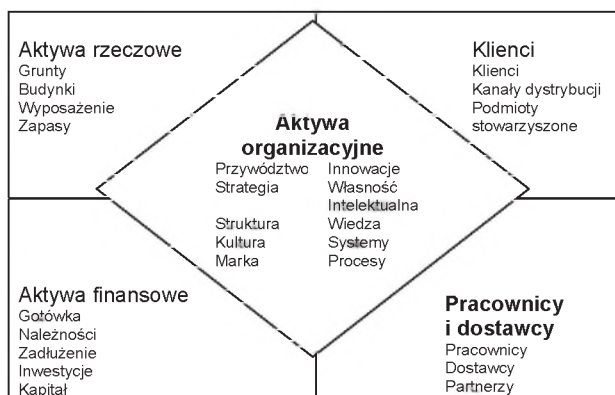 Aktywa rzeczowe
Grunty
Budynki
Wyposażenie
Zapasy
Klienci
Klienci
Kanały dystrybucji
Podmioty
stowarzyszone
Aktywa
organizacyjne
Przywództwo Innowacje
Strategia Własność
Intelektualna
Struktura Wiedza
Kultura Systemy
Marka Procesy
Aktywa finansowe
Gotówka
Należności
Zadłużenie
Inwestycje
Kapitał
Pracownicy
i dostawcy
Pracownicy
Dostawcy
Partnerzy